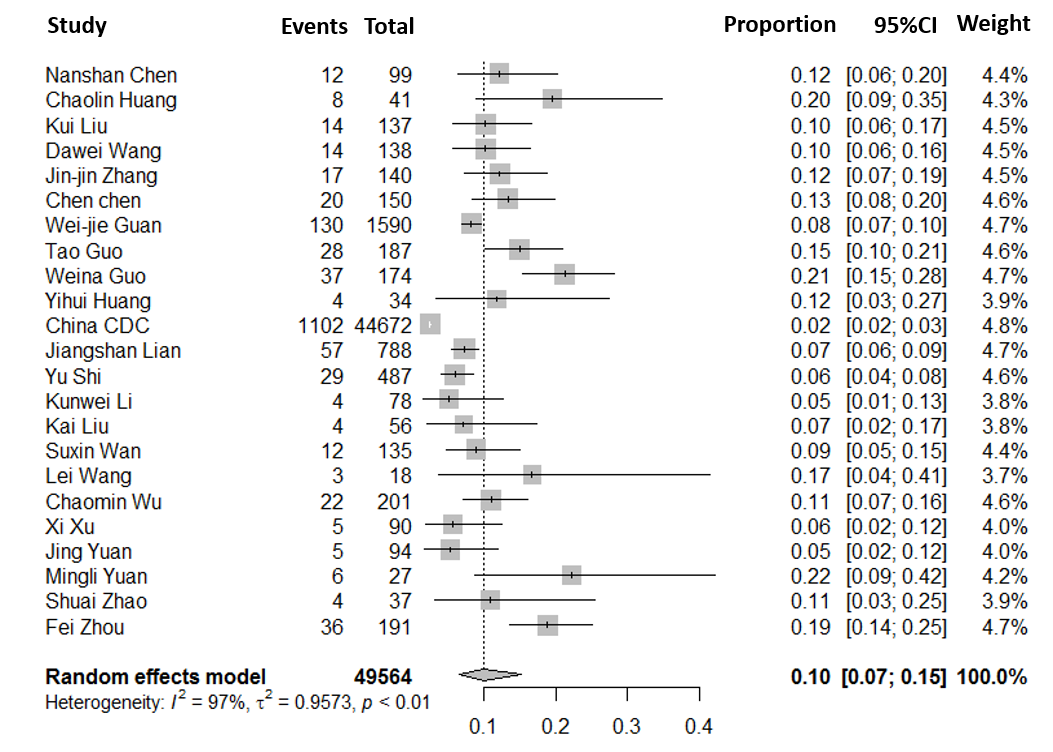 Study Events Total Proportion 95%CI Weight
Nanshan Chen 12 99 0.12 [0.06; 0.20] 4.4%
Chaolin Huang 8 41 0.20 [0.09; 0.35] 4.3%
Kui Liu 14 137 0.10 [0.06; 0.17] 4.5%
Dawei Wang 14 138 0.10 [0.06; 0.16] 4.5%
Jin-jin Zhang 17 140 0.12 [0.07; 0.19] 4.5%
Chen chen 20 150 0.13 [0.08; 0.20] 4.6%
Wei-jie Guan 130 1590 0.08 [0.07; 0.10] 4.7%
Tao Guo 28 187 0.15 [0.10; 0.21] 4.6%
Weina Guo 37 174 0.21 [0.15; 0.28] 4.7%
Yihui Huang 4 34 0.12 [0.03; 0.27] 3.9%
China CDC 1102 44672 0.02 [0.02; 0.03] 4.8%
Jiangshan Lian 57 788 0.07 [0.06; 0.09] 4.7%
Yu Shi 29 487 0.06 [0.04; 0.08] 4.6%
Kunwei Li 4 78 0.05 [0.01; 0.13] 3.8%
Kai Liu 4 56 0.07 [0.02; 0.17] 3.8%
Suxin Wan 12 135 0.09 [0.05; 0.15] 4.4%
Lei Wang 3 18 0.17 [0.04; 0.41] 3.7%
Chaomin Wu 22 201 0.11 [0.07; 0.16] 4.6%
Xi Xu 5 90 0.06 [0.02; 0.12] 4.0%
Jing Yuan 5 94 0.05 [0.02; 0.12] 4.0%
Mingli Yuan 6 27 0.22 [0.09; 0.42] 4.2%
Shuai Zhao 4 37 0.11 [0.03; 0.25] 3.9%
Fei Zhou 36 191 0.19 [0.14; 0.25] 4.7%
Random effects model 49564 0.10 [0.07; 0.15] 100.0%
Heterogeneity: I² = 97%, τ² = 0.9573, p < 0.01
0.1 0.2 0.3 0.4